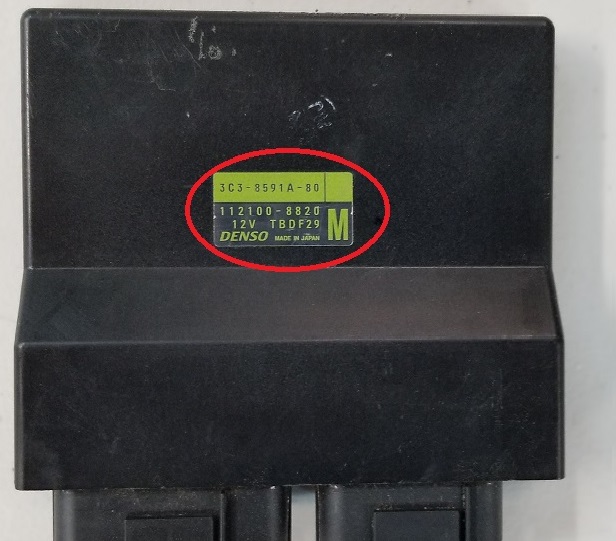 3C3-8591A-80
112100-8820
12V TBDF29
DENSO MADE IN JAPAN M